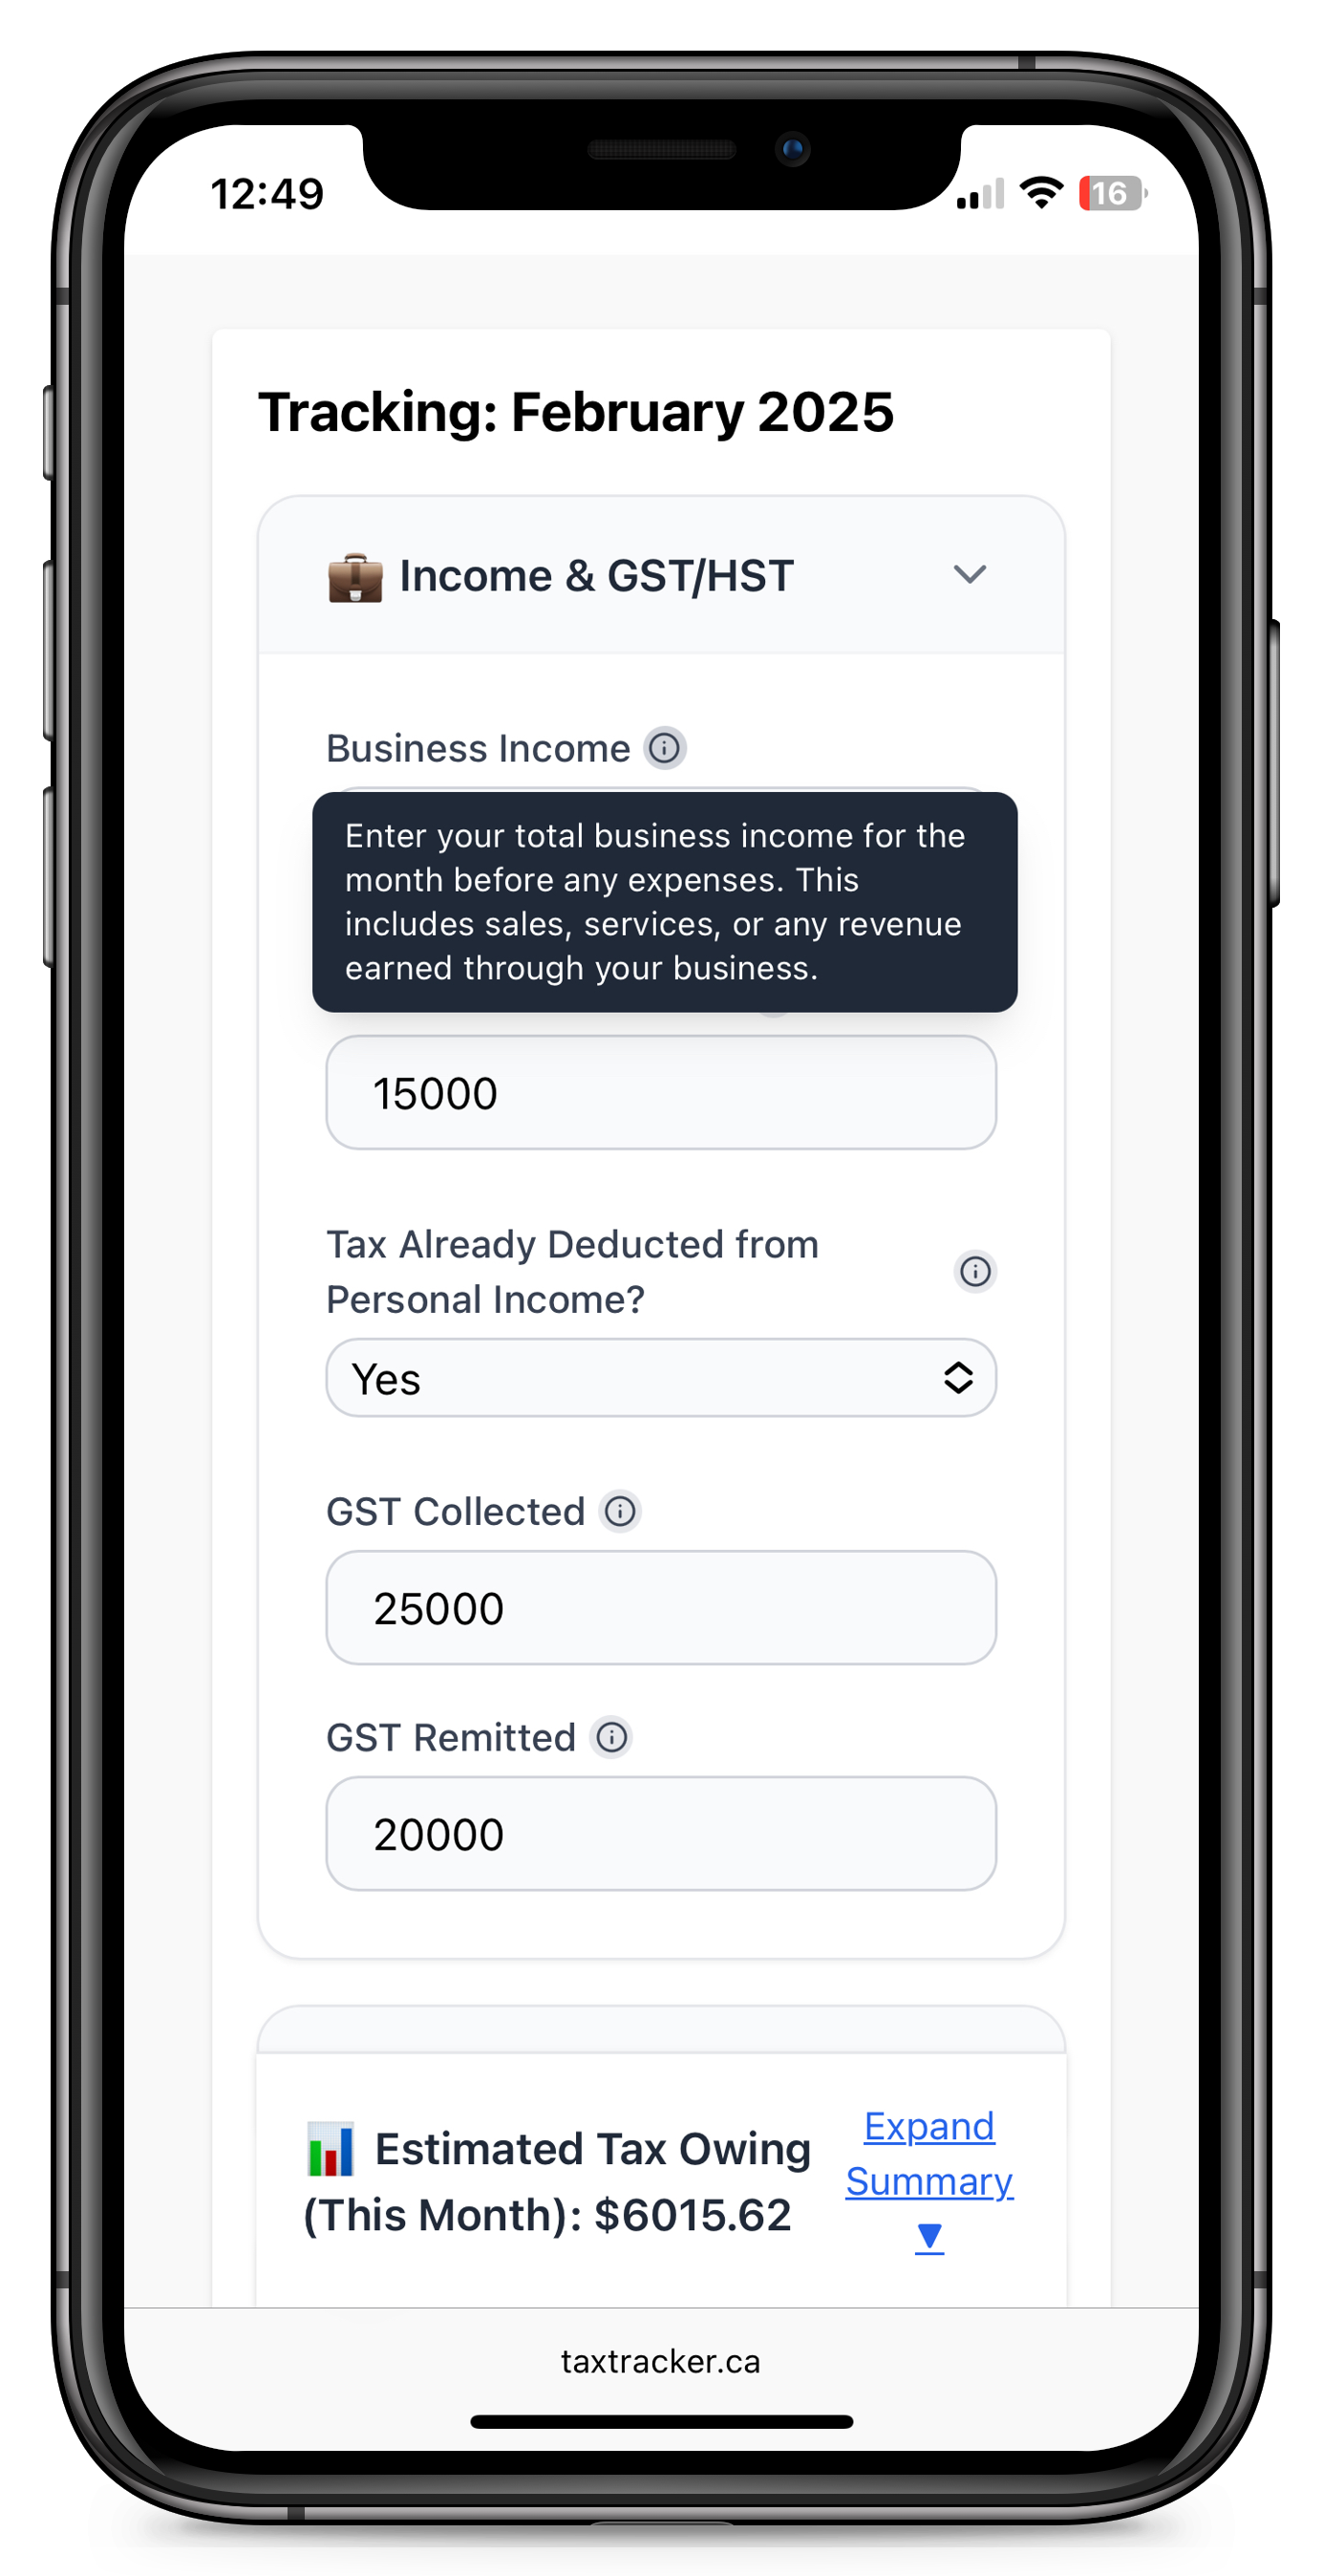 12:49
16
Tracking: February 2025
💼 Income & GST/HST
Business Income
Enter your total business income for the
month before any expenses. This
includes sales, services, or any revenue
earned through your business.
15000
Tax Already Deducted from
Personal Income?
Yes
GST Collected
25000
GST Remitted
20000
📊 Estimated Tax Owing
(This Month): $6015.62
Expand
Summary
▼
taxtracker.ca